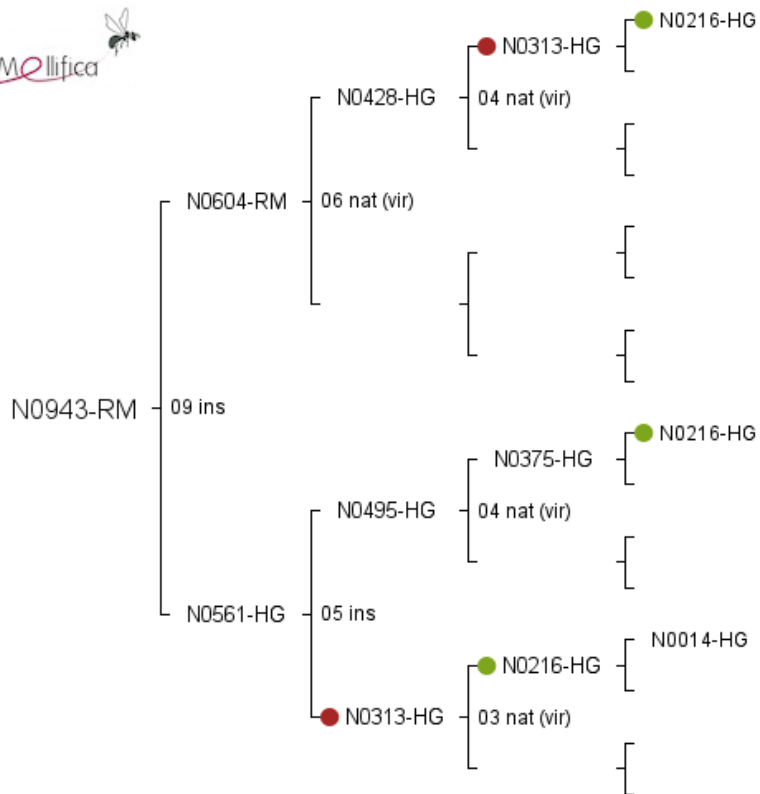 N0216-HG
N0313-HG
Mellifica
N0428-HG
04 nat (vir)
N0604-RM
06 nat (vir)
N0943-RM
09 ins
N0216-HG
N0375-HG
N0495-HG
04 nat (vir)
N0561-HG
05 ins
N0014-HG
N0216-HG
N0313-HG
03 nat (vir)